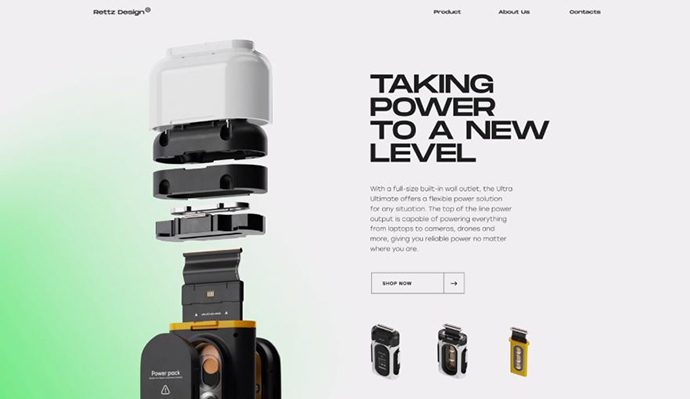 Rettz Design®
Product
About Us
Contacts
TAKING
POWER
TO A NEW
LEVEL
With a full-size built-in wall outlet, the Ultra
Ultimate offers a flexible power solution
for any situation. The top of the line power
output is capable of powering everything
from laptops to cameras, drones and
more, giving you reliable power no matter
where you are.
SHOP NOW →
Power pack